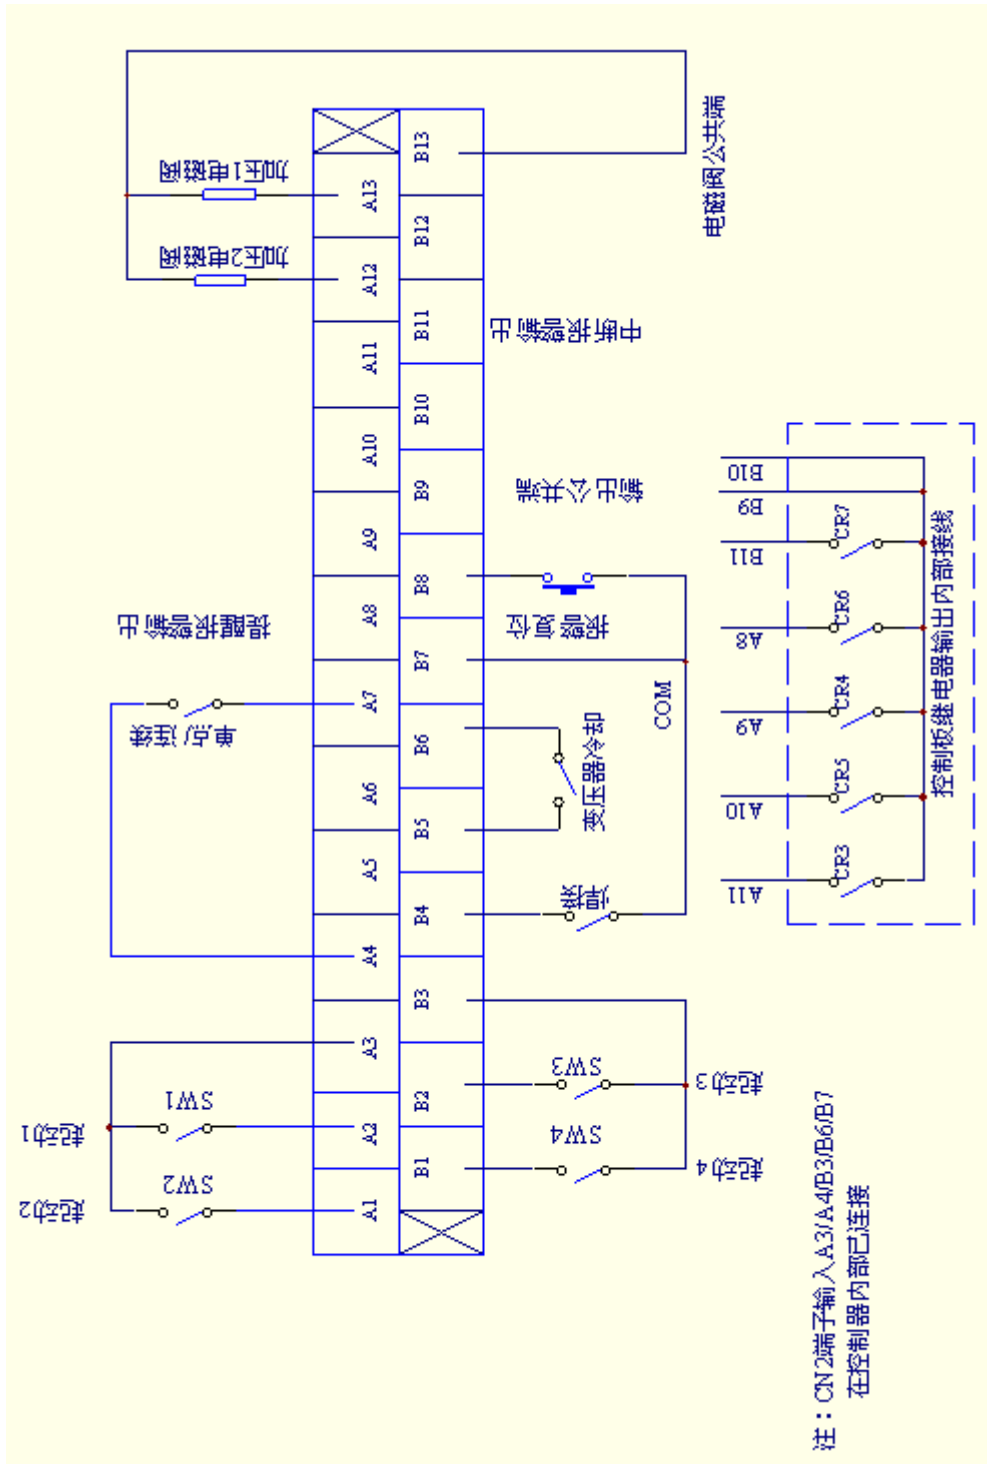 电磁阀公共端
加压1电磁阀
加压2电磁阀
B13
A13
B12
A12
B11
A11
B10
A10
B9
A9
B8
A8
B7
A7
B6
A6
B5
A5
B4
A4
B3
A3
B2
A2
B1
A1
中断报警输出
输出公共端
提醒报警输出
报警复位
COM
单点/连续
变压器冷却
焊接
SW1
起动1
SW2
起动2
SW3
起动3
SW4
起动4
B10
B9
B11
CR7
A8
CR6
A9
CR4
A10
CR5
A11
CR3
控制板继电器输出内部接线
注：CN2端子输入A3/A4/B3/B6/B7
在控制器内部已连接